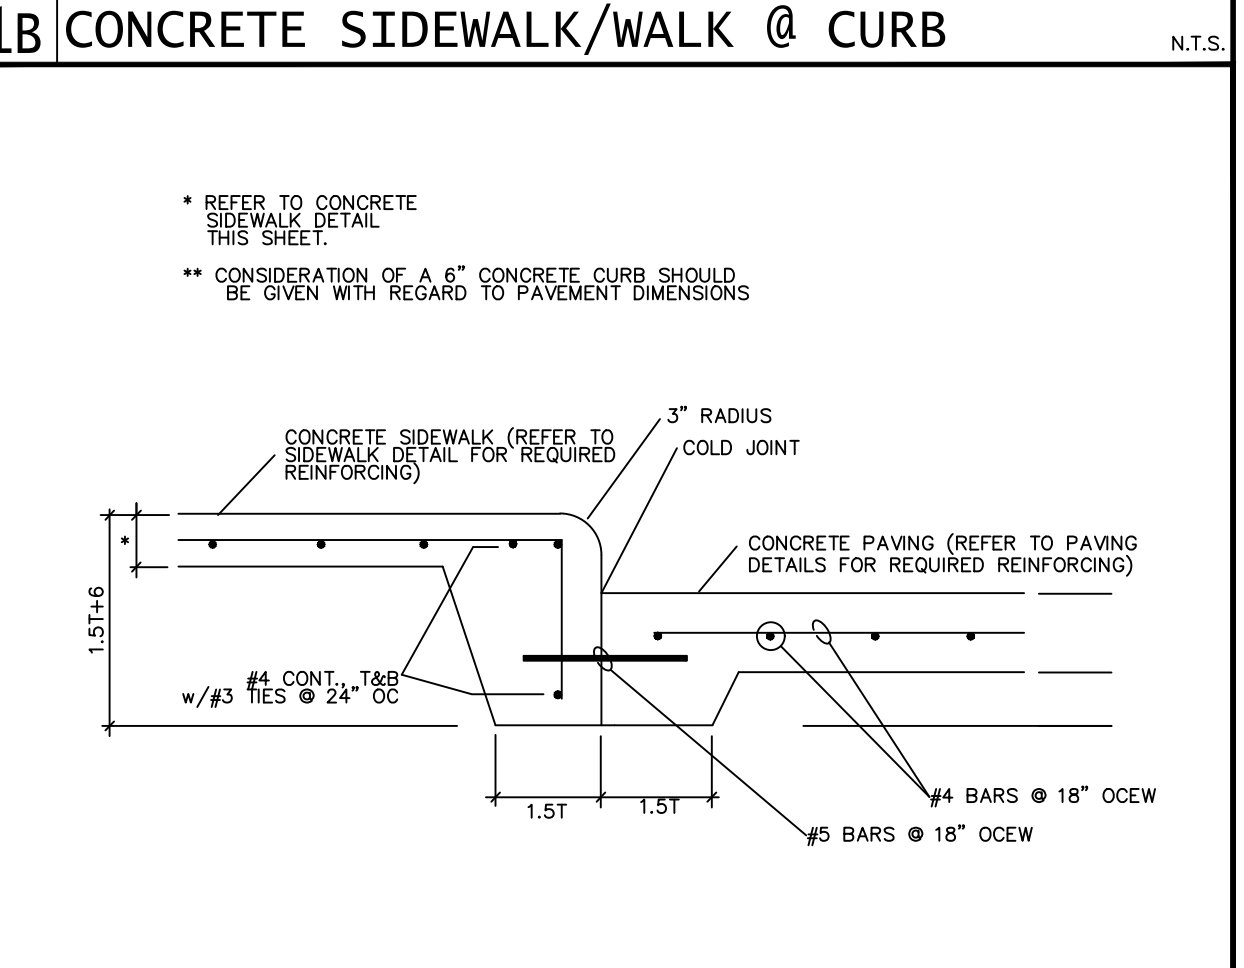 1B CONCRETE SIDEWALK/WALK @ CURB
N.T.S.
* REFER TO CONCRETE
SIDEWALK DETAIL
THIS SHEET.
** CONSIDERATION OF A 6" CONCRETE CURB SHOULD
BE GIVEN WITH REGARD TO PAVEMENT DIMENSIONS
3" RADIUS
COLD JOINT
CONCRETE SIDEWALK (REFER TO
SIDEWALK DETAIL FOR REQUIRED
REINFORCING)
CONCRETE PAVING (REFER TO PAVING
DETAILS FOR REQUIRED REINFORCING)
*
1.5T+6
#4 CONT., T&B
w/#3 TIES @ 24" OC
1.5T
1.5T
#4 BARS @ 18" OCEW
#5 BARS @ 18" OCEW